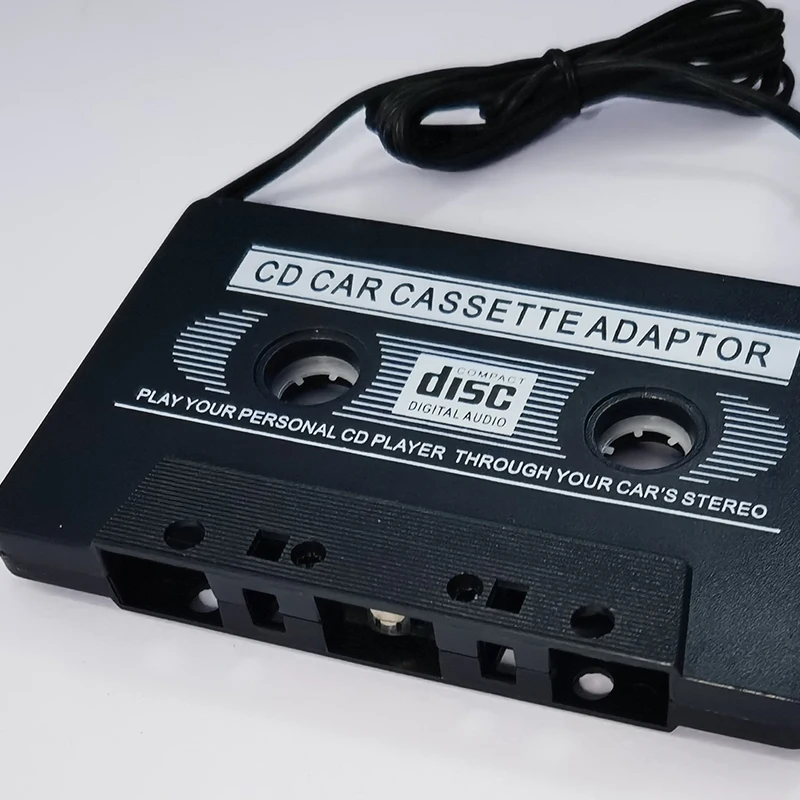 CD CAR CASSETTE ADAPTOR
COMPACT
disc
DIGITAL AUDIO
PLAY YOUR PERSONAL CD PLAYER THROUGH YOUR CAR'S STEREO